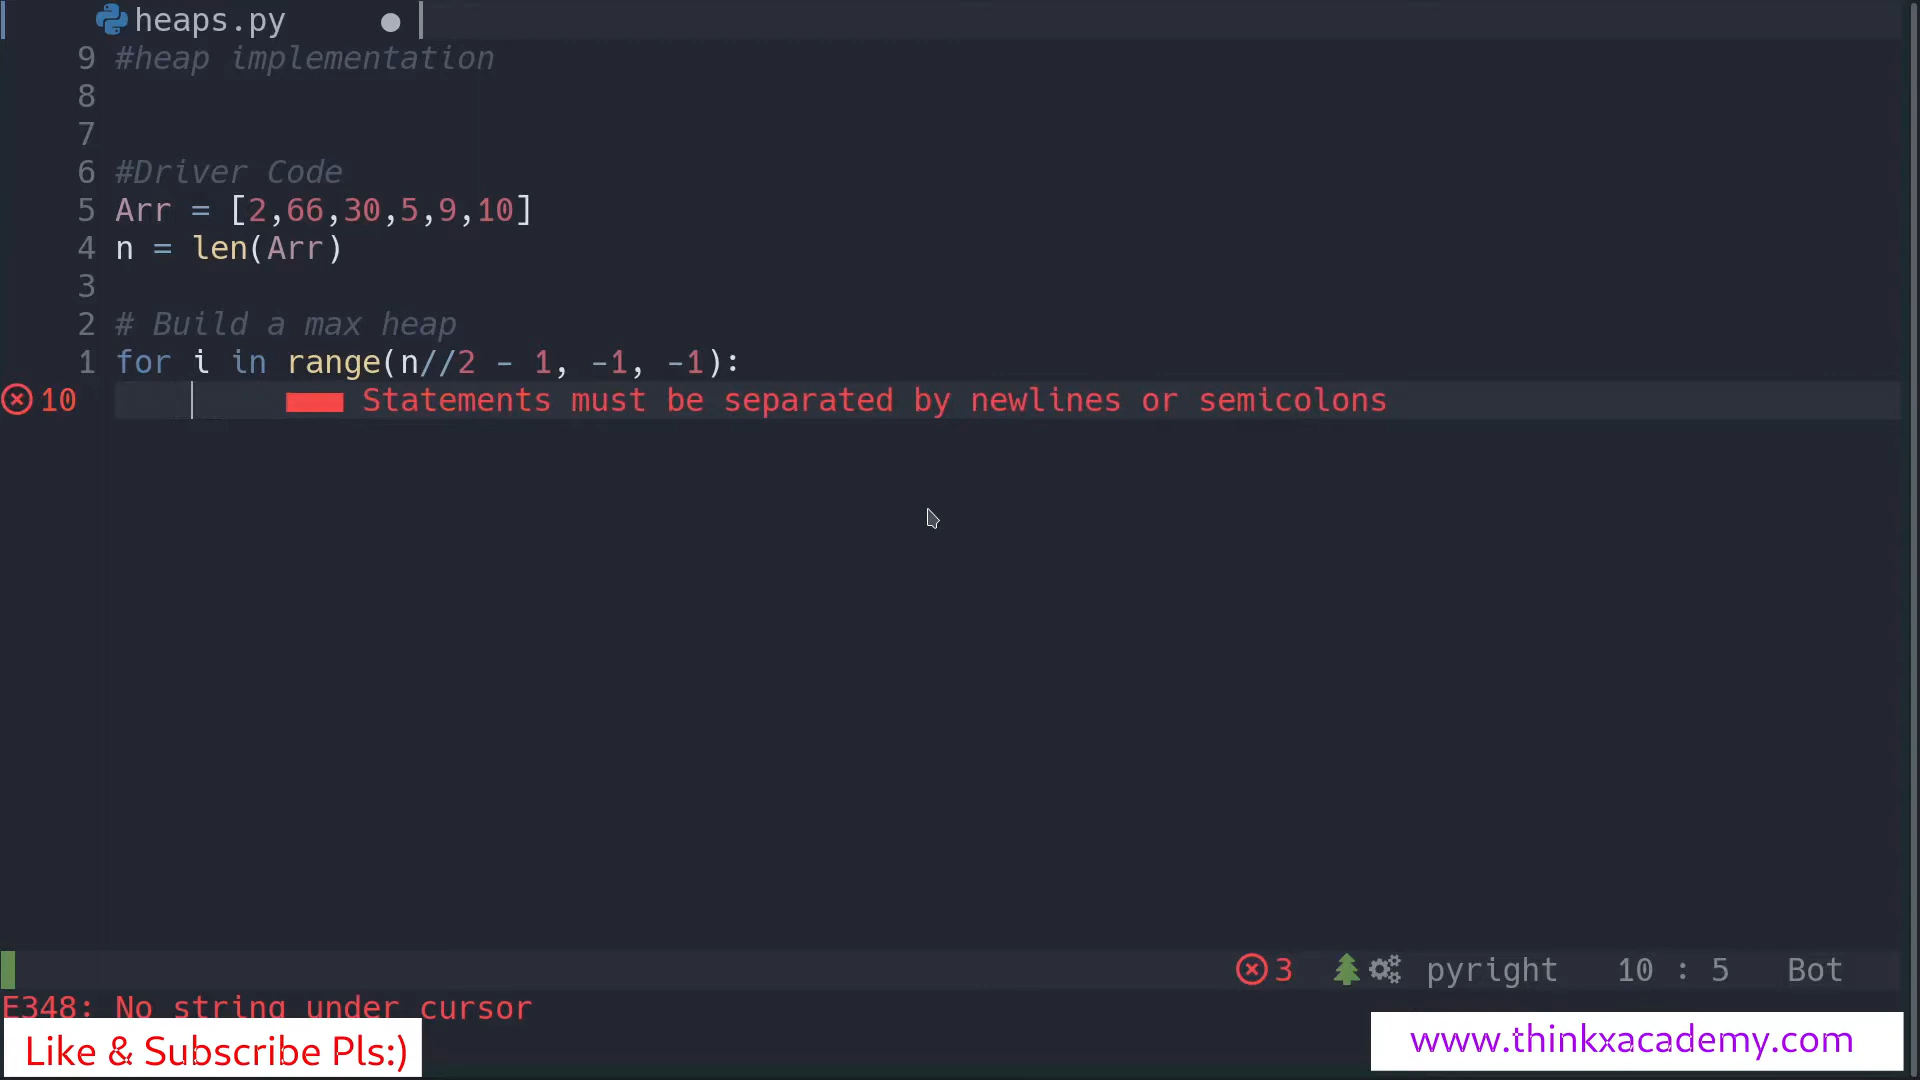 heaps.py
9 #heap implementation
8
7
6 #Driver Code
5 Arr = [2,66,30,5,9,10]
4 n = len(Arr)
3
2 # Build a max heap
1 for i in range(n//2 - 1, -1, -1):
10 Statements must be separated by newlines or semicolons
3 pyright 10 : 5 Bot
E348: No string under cursor
Like & Subscribe Pls:)
www.thinkxacademy.com